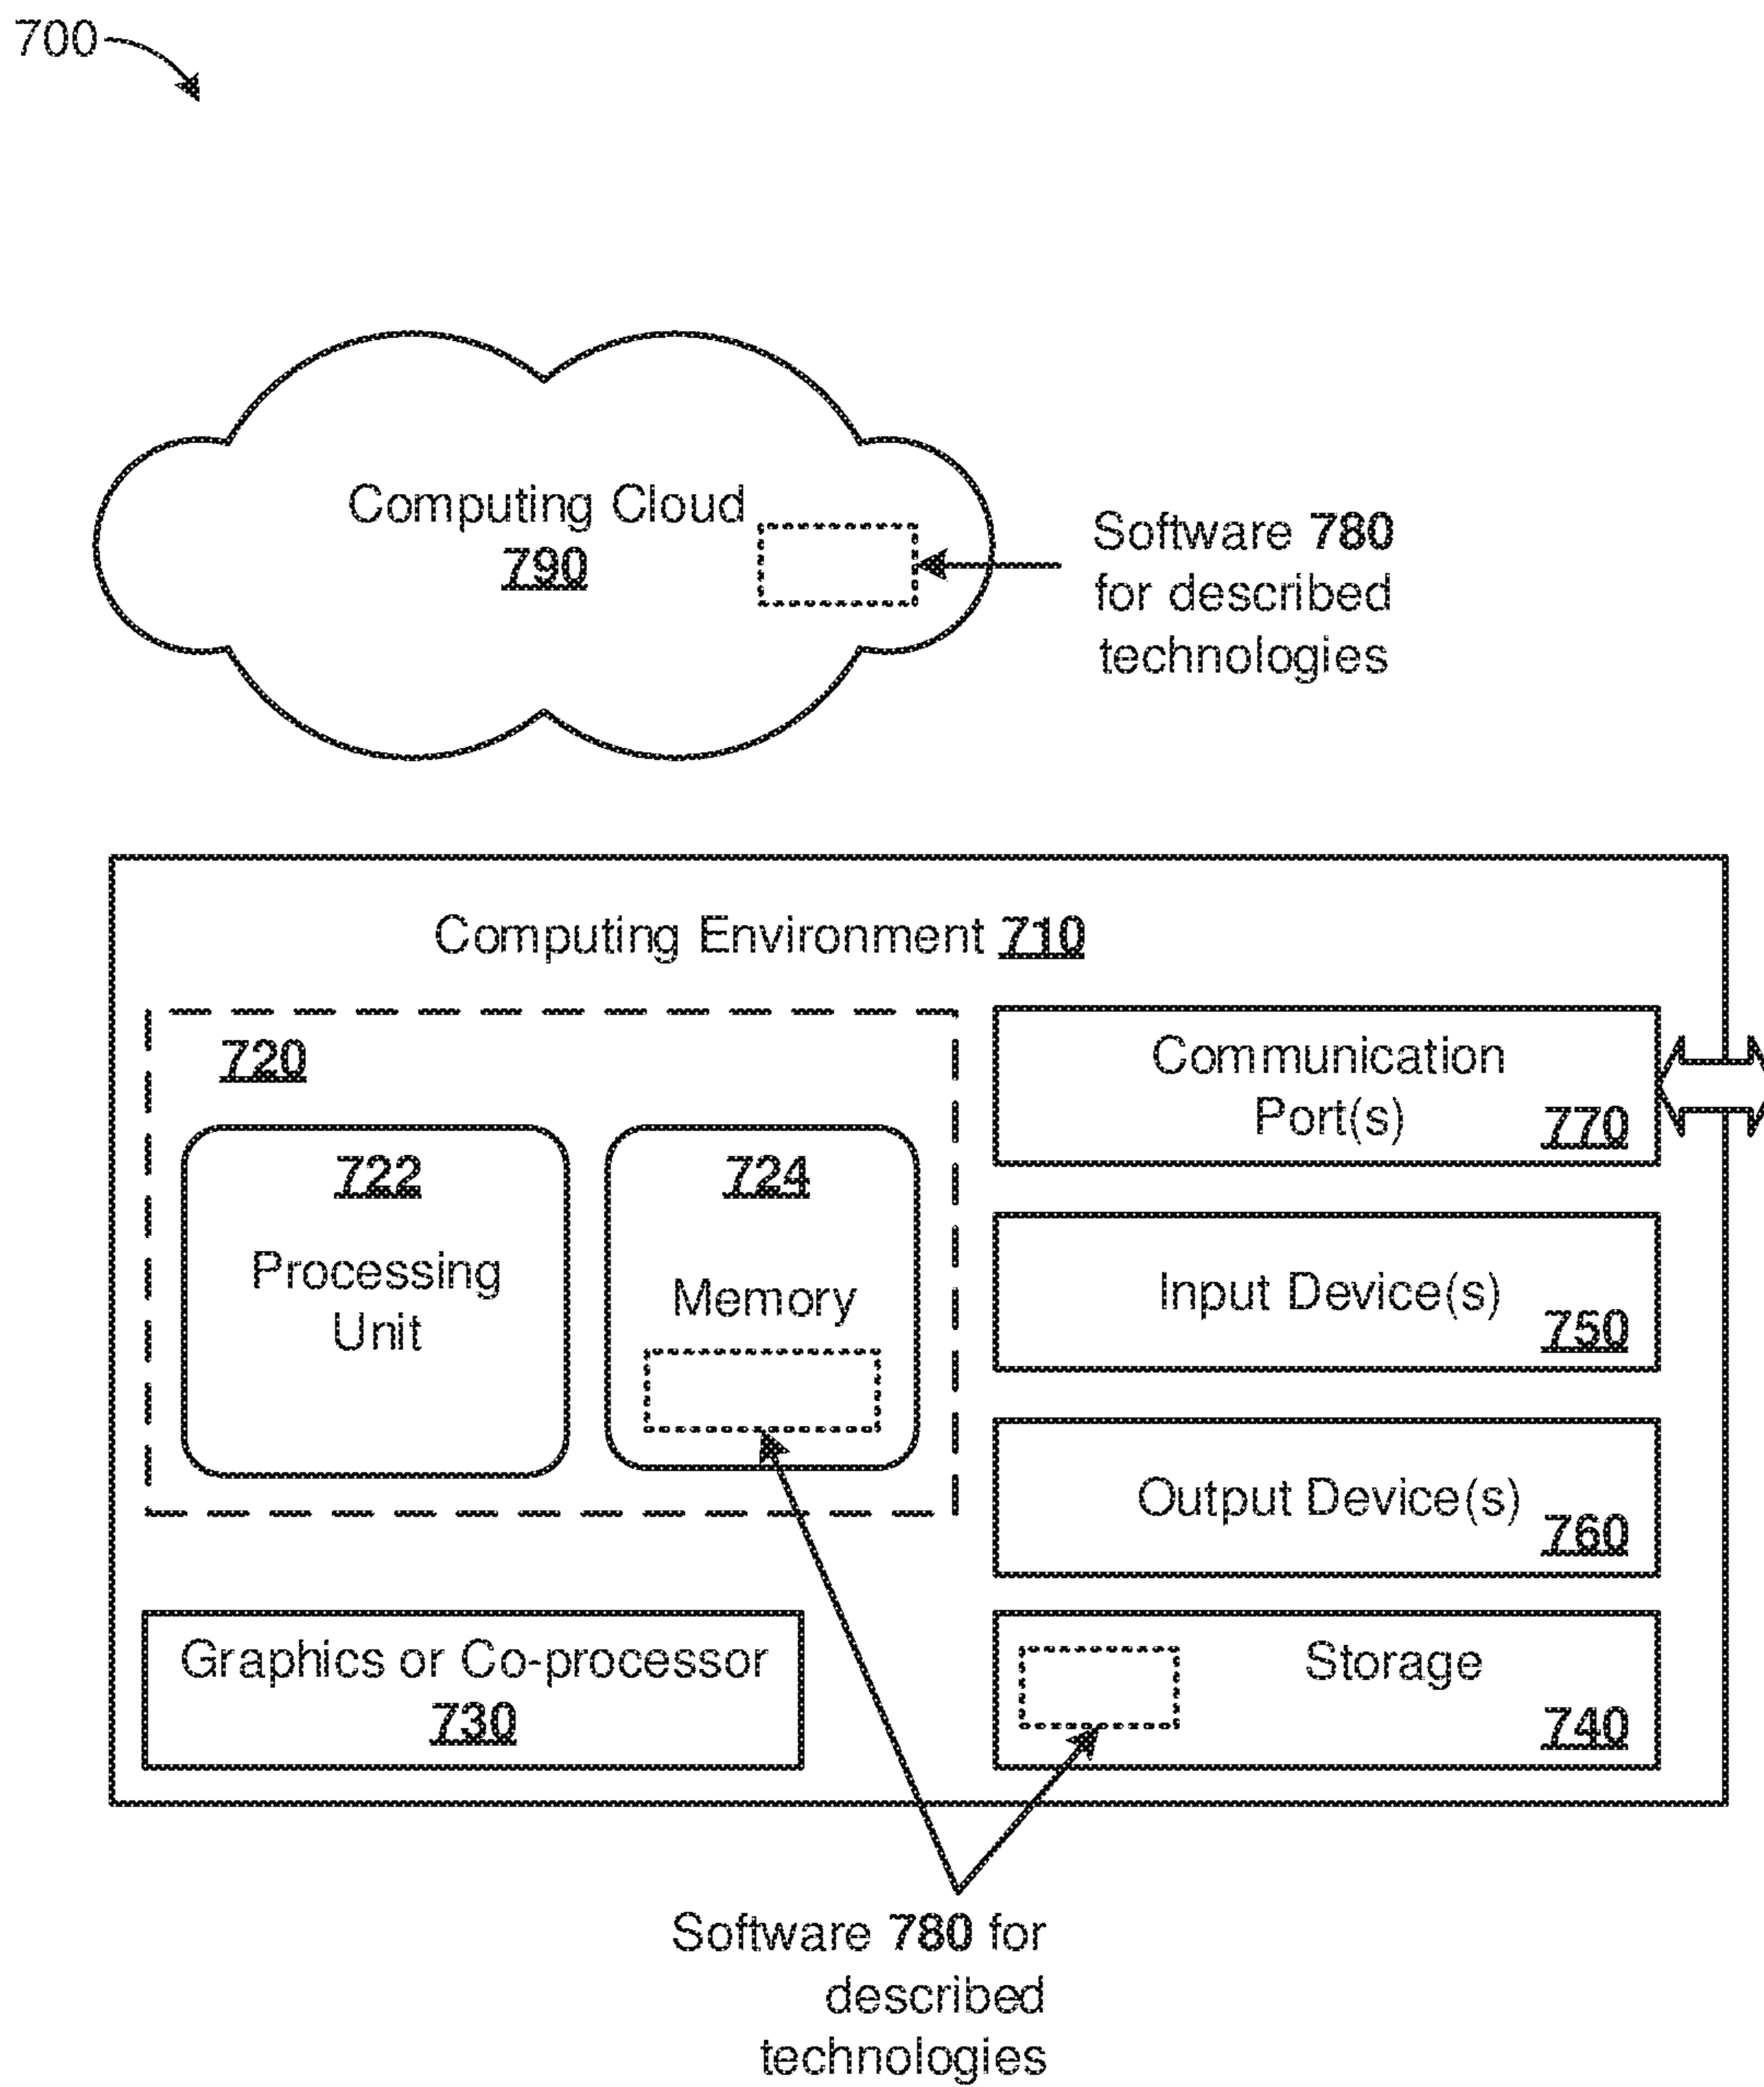 700
Computing Cloud
790
Software 780
for described
technologies
Computing Environment 710
720
722
Processing
Unit
724
Memory
Communication
Port(s) 770
Input Device(s)
750
Output Device(s)
760
Graphics or Co-processor
730
Storage
740
Software 780 for
described
technologies